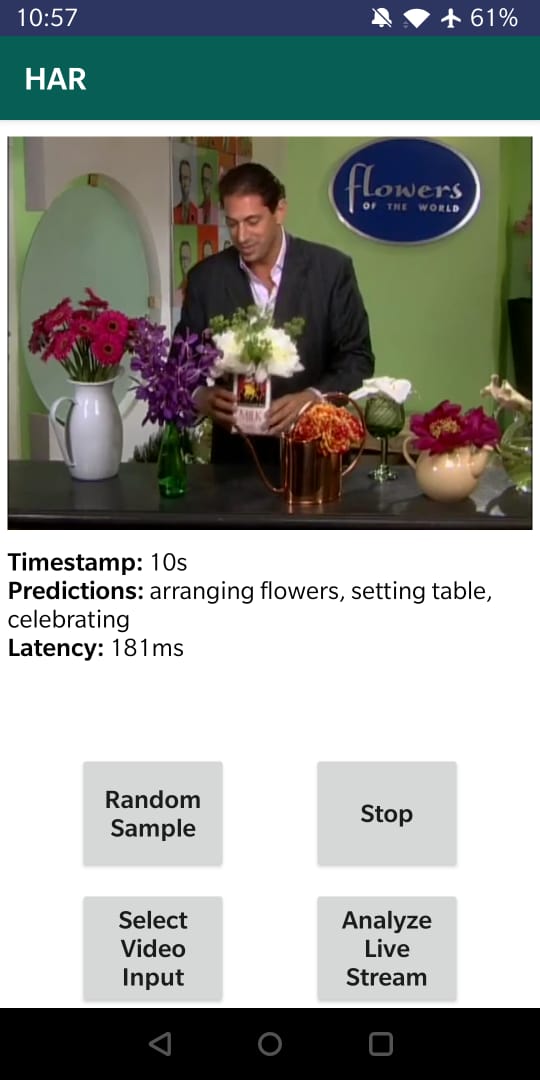 10:57
61%
HAR
flowers
OF THE WORLD
MILK
Timestamp: 10s
Predictions: arranging flowers, setting table,
celebrating
Latency: 181ms
Random
Sample
Stop
Select
Video
Input
Analyze
Live
Stream